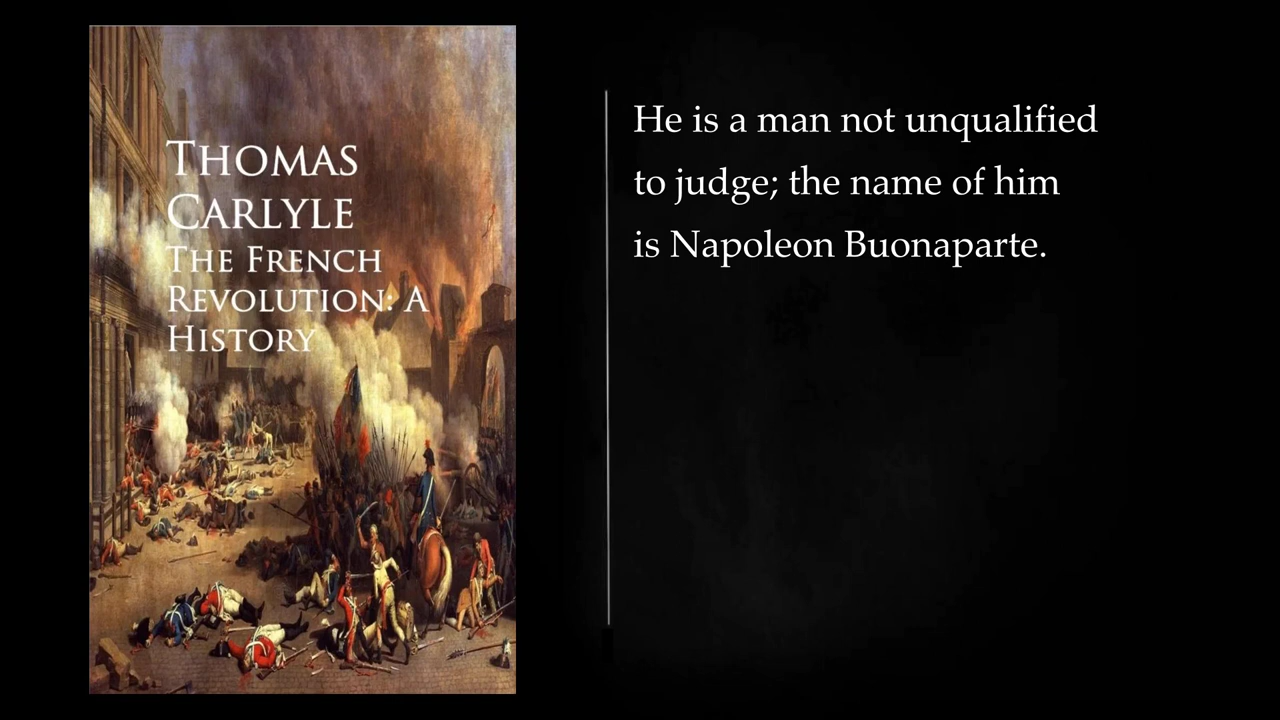 THOMAS
CARLYLE
THE FRENCH
REVOLUTION: A
HISTORY
He is a man not unqualified
to judge; the name of him
is Napoleon Buonaparte.